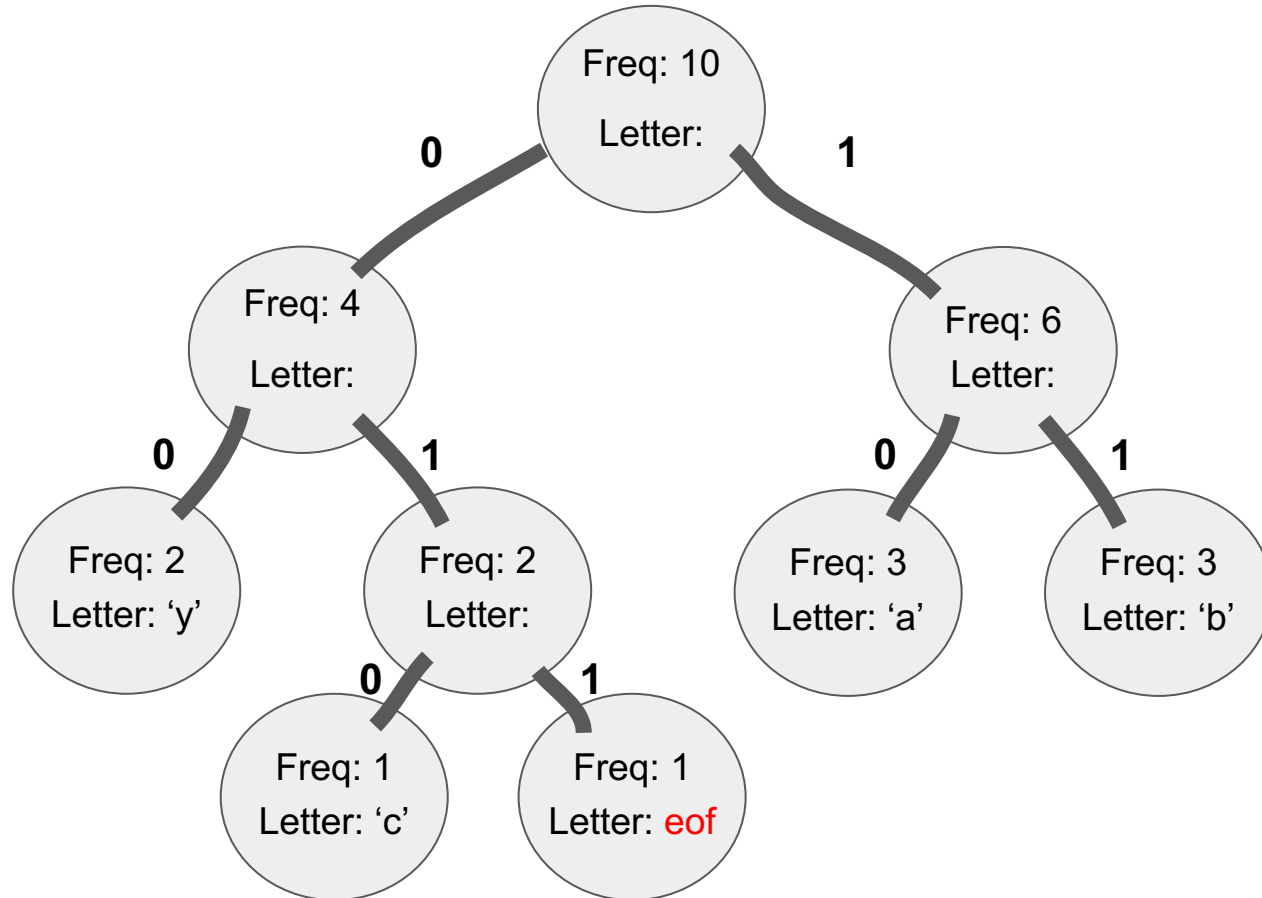 Freq: 10
Letter:
0
1
Freq: 4
Letter:
Freq: 6
Letter:
0
1
0
1
Freq: 2
Letter: ‘y’
Freq: 2
Letter:
Freq: 3
Letter: ‘a’
Freq: 3
Letter: ‘b’
0
1
Freq: 1
Letter: ‘c’
Freq: 1
Letter: eof